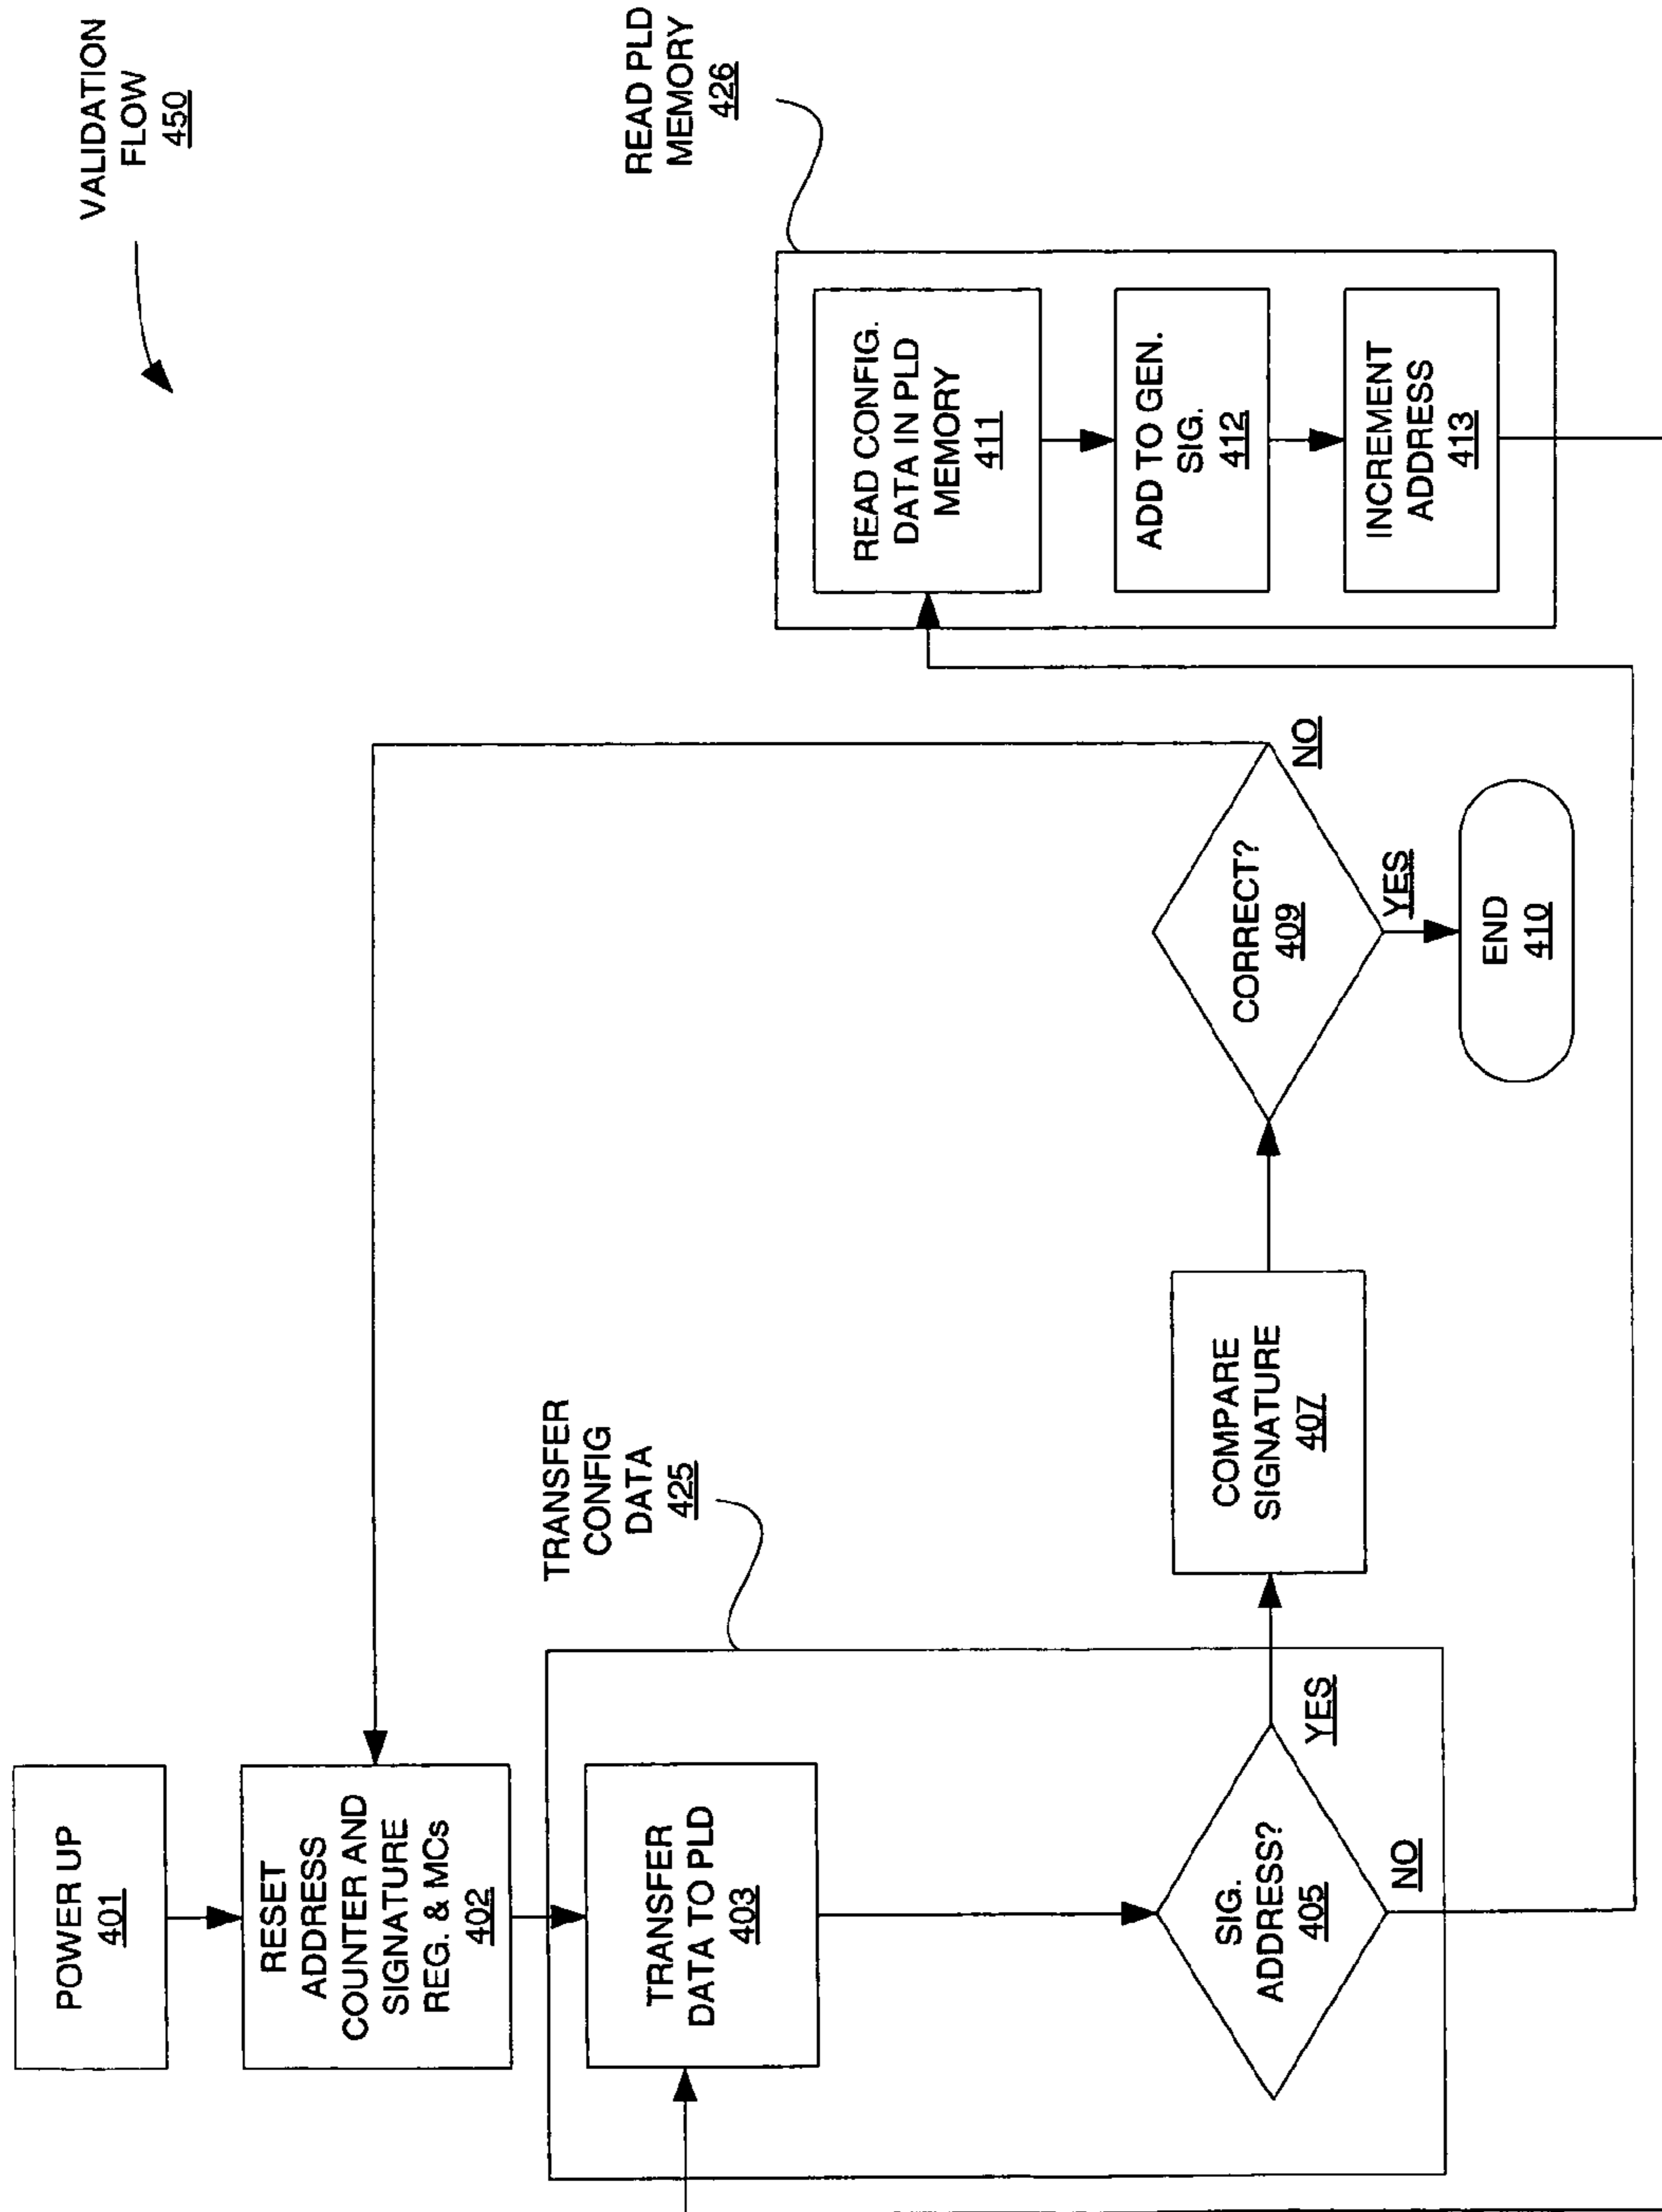 VALIDATION
FLOW
450
POWER UP
401
RESET
ADDRESS
COUNTER AND
SIGNATURE
REG. & MCs
402
TRANSFER
CONFIG
DATA
425
TRANSFER
DATA TO PLD
403
SIG.
ADDRESS?
405
YES
NO
COMPARE
SIGNATURE
407
CORRECT?
409
NO
YES
END
410
READ PLD
MEMORY
426
READ CONFIG.
DATA IN PLD
MEMORY
411
ADD TO GEN.
SIG.
412
INCREMENT
ADDRESS
413